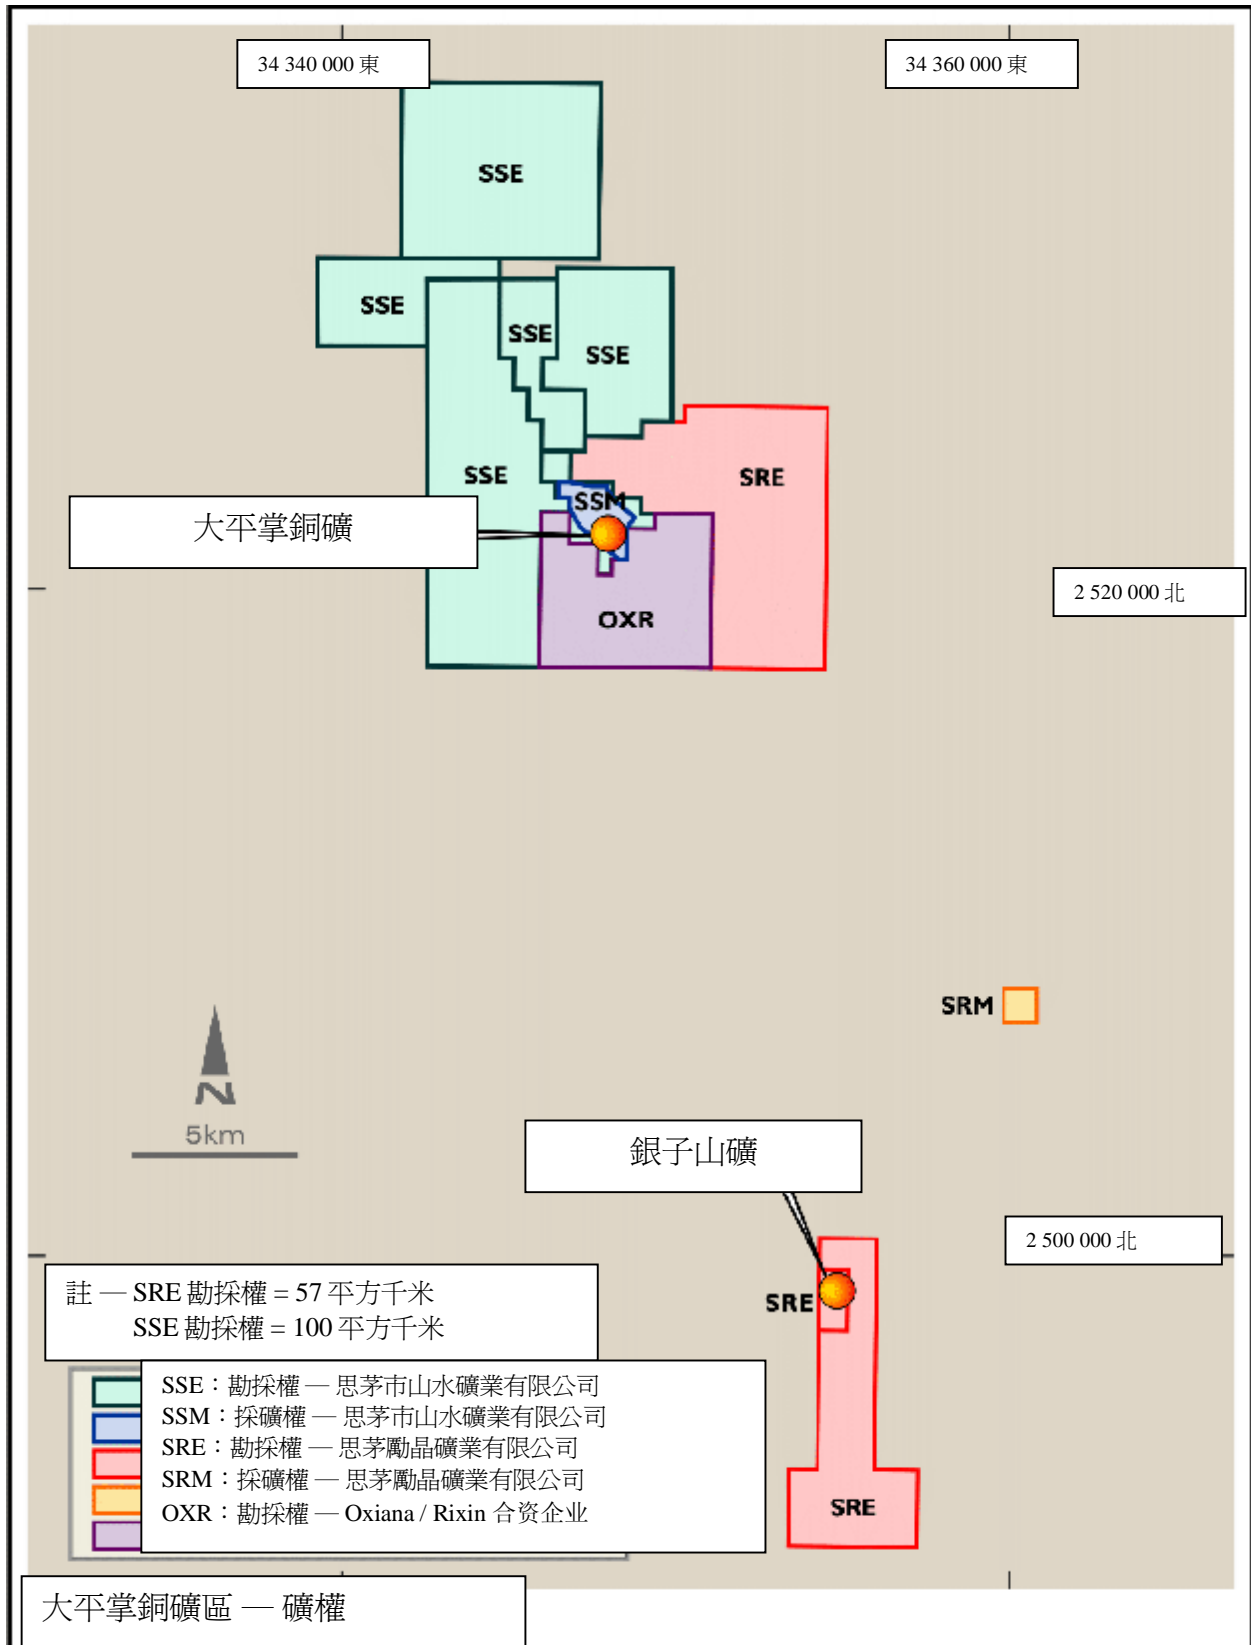 34 340 000 東
34 360 000 東
SSE
SSE
SSE
SSE
SSE
SRE
SSM
大平掌銅礦
2 520 000 北
OXR
SRM
N
5km
銀子山礦
2 500 000 北
SRE
註 — SRE 勘採權 = 57 平方千米
SSE 勘採權 = 100 平方千米
SSE：勘採權 — 思茅市山水礦業有限公司
SSM：採礦權 — 思茅市山水礦業有限公司
SRE：勘採權 — 思茅勵晶礦業有限公司
SRM：採礦權 — 思茅勵晶礦業有限公司
OXR：勘採權 — Oxiana / Rixin 合资企业
SRE
大平掌銅礦區 — 礦權